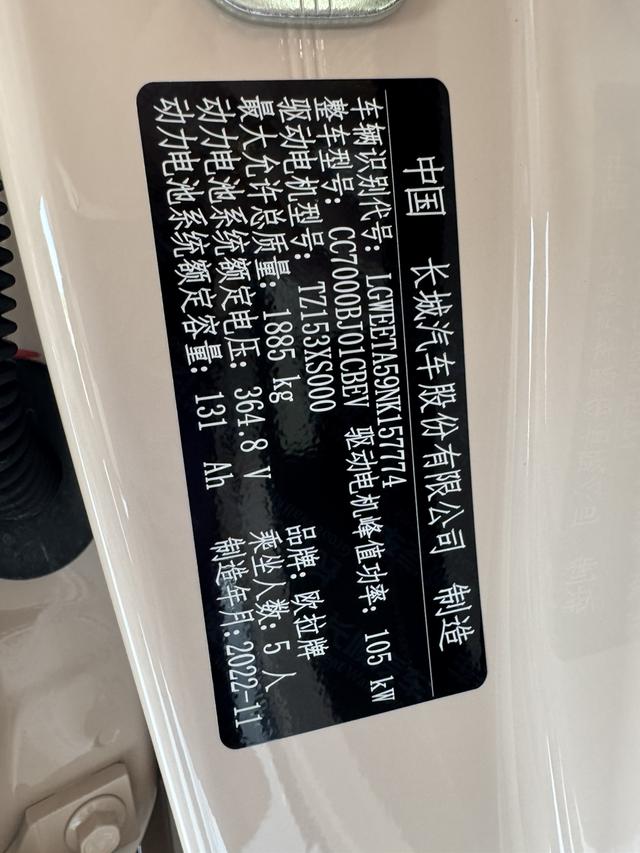 中国 长城汽车股份有限公司 制造
车辆识别代号: LGWEETA59NK157774
整车型号: CC7000BJ01CBEV 驱动电机峰值功率: 105 kW
驱动电机型号: TZ153XS000
最大允许总质量: 1885 kg 品牌: 欧拉牌
动力电池系统额定电压: 364.8 V 乘坐人数: 5 人
动力电池系统额定容量: 131 Ah 制造年月: 2022-11